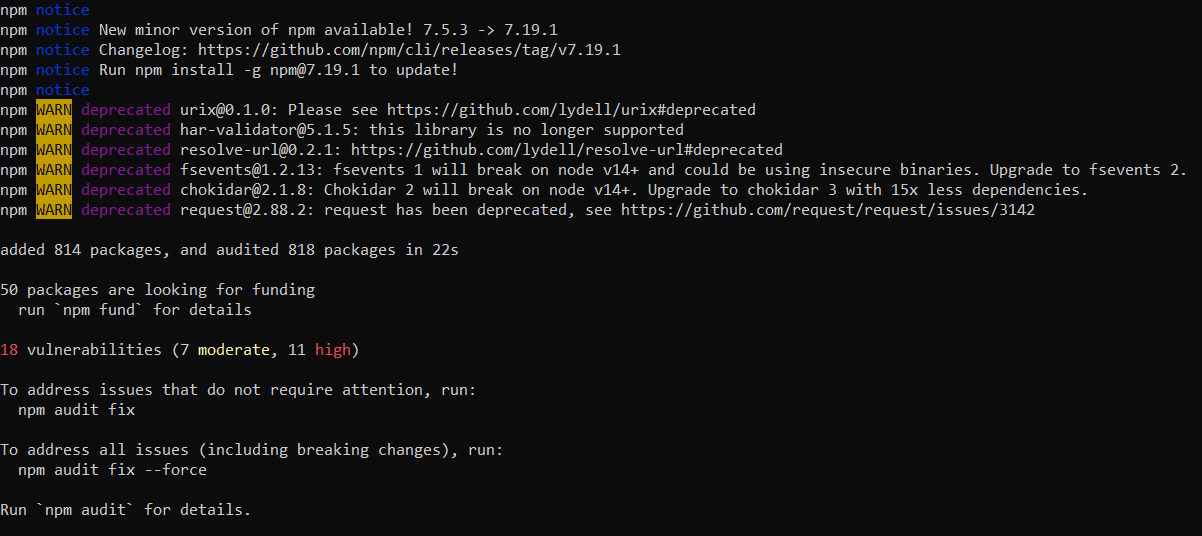 npm notice
npm notice New minor version of npm available! 7.5.3 -> 7.19.1
npm notice Changelog: https://github.com/npm/cli/releases/tag/v7.19.1
npm notice Run npm install -g npm@7.19.1 to update!
npm notice
npm WARN deprecated urix@0.1.0: Please see https://github.com/lydell/urix#deprecated
npm WARN deprecated har-validator@5.1.5: this library is no longer supported
npm WARN deprecated resolve-url@0.2.1: https://github.com/lydell/resolve-url#deprecated
npm WARN deprecated fsevents@1.2.13: fsevents 1 will break on node v14+ and could be using insecure binaries. Upgrade to fsevents 2.
npm WARN deprecated chokidar@2.1.8: Chokidar 2 will break on node v14+. Upgrade to chokidar 3 with 15x less dependencies.
npm WARN deprecated request@2.88.2: request has been deprecated, see https://github.com/request/request/issues/3142
added 814 packages, and audited 818 packages in 22s
50 packages are looking for funding
  run `npm fund` for details
18 vulnerabilities (7 moderate, 11 high)
To address issues that do not require attention, run:
  npm audit fix
To address all issues (including breaking changes), run:
  npm audit fix --force
Run `npm audit` for details.